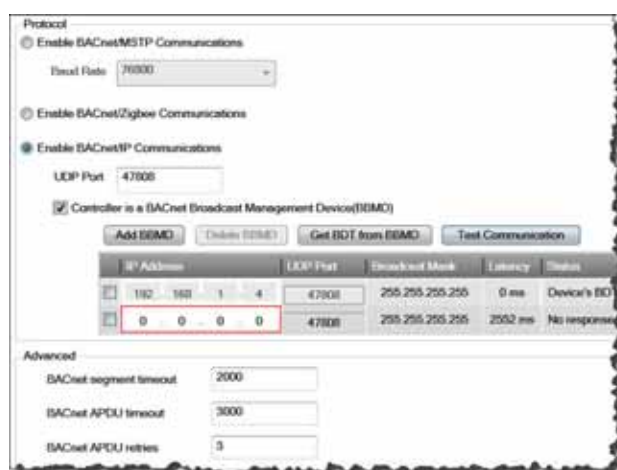 Protocol
Enable BACnet/MSTP Communications
Baud Rate 76800
Enable BACnet/Zigbee Communications
Enable BACnet/IP Communications
UDP Port 47808
Controller is a BACnet Broadcast Management Device(BBMD)
Add BBMD Delete BBMD Get BDT from BBMD Test Communication
IP Address UDP Port Broadcast Mask Latency Status
192 . 168 . 1 . 4 47808 255.255.255.255 0 ms Device's BDT
0 . 0 . 0 . 0 47808 255.255.255.255 2552 ms No response
Advanced
BACnet segment timeout 2000
BACnet APDU timeout 3000
BACnet APDU retries 3